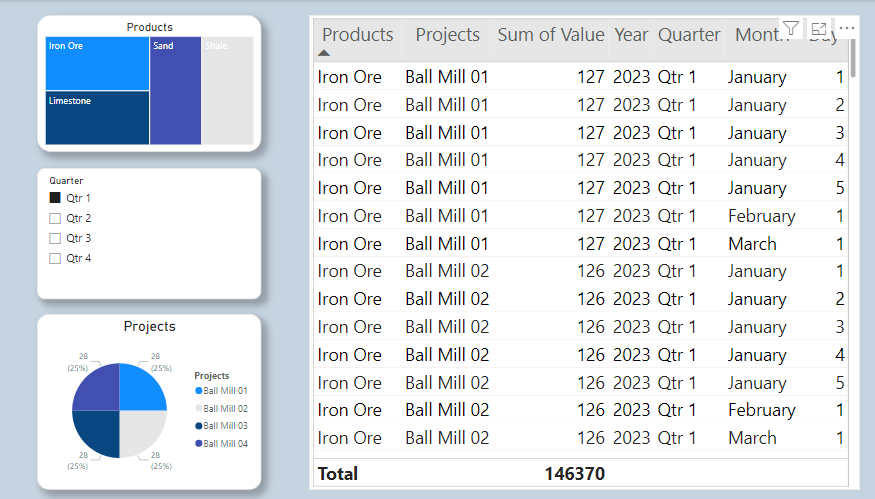 Products
Iron Ore
Sand
Shale
Limestone
Quarter
Qtr 1
Qtr 2
Qtr 3
Qtr 4
Projects
28
(25%)
28
(25%)
28
(25%)
28
(25%)
Projects
Ball Mill 01
Ball Mill 02
Ball Mill 03
Ball Mill 04
Products Projects Sum of Value Year Quarter
Iron Ore Ball Mill 01 127 2023 Qtr 1 January 1
Iron Ore Ball Mill 01 127 2023 Qtr 1 January 2
Iron Ore Ball Mill 01 127 2023 Qtr 1 January 3
Iron Ore Ball Mill 01 127 2023 Qtr 1 January 4
Iron Ore Ball Mill 01 127 2023 Qtr 1 January 5
Iron Ore Ball Mill 01 127 2023 Qtr 1 February 1
Iron Ore Ball Mill 01 127 2023 Qtr 1 March 1
Iron Ore Ball Mill 02 126 2023 Qtr 1 January 1
Iron Ore Ball Mill 02 126 2023 Qtr 1 January 2
Iron Ore Ball Mill 02 126 2023 Qtr 1 January 3
Iron Ore Ball Mill 02 126 2023 Qtr 1 January 4
Iron Ore Ball Mill 02 126 2023 Qtr 1 January 5
Iron Ore Ball Mill 02 126 2023 Qtr 1 February 1
Iron Ore Ball Mill 02 126 2023 Qtr 1 March 1
Total 146370